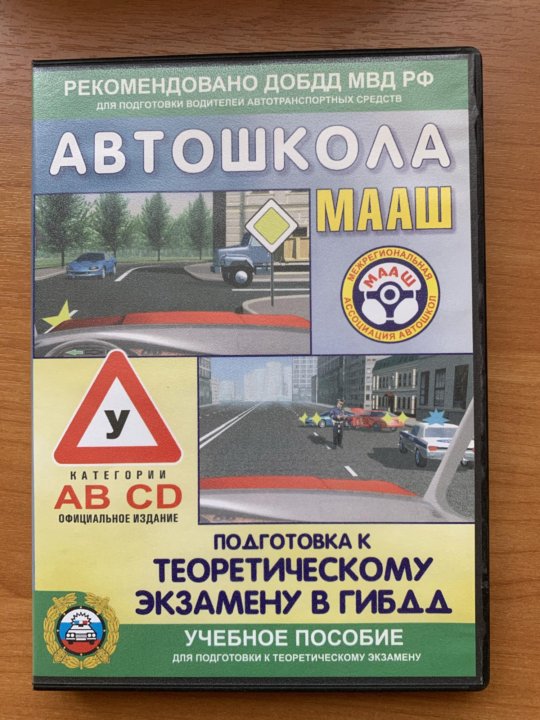 РЕКОМЕНДОВАНО ДОБДД МВД РФ
ДЛЯ ПОДГОТОВКИ ВОДИТЕЛЕЙ АВТОТРАНСПОРТНЫХ СРЕДСТВ
АВТОШКОЛА
МААШ
МЕЖРЕГИОНАЛЬНАЯ
МААШ
АССОЦИАЦИЯ АВТОШКОЛ
У
КАТЕГОРИИ
AB CD
ОФИЦИАЛЬНОЕ ИЗДАНИЕ
ПОДГОТОВКА К
ТЕОРЕТИЧЕСКОМУ
ЭКЗАМЕНУ В ГИБДД
УЧЕБНОЕ ПОСОБИЕ
ДЛЯ ПОДГОТОВКИ К ТЕОРЕТИЧЕСКОМУ ЭКЗАМЕНУ